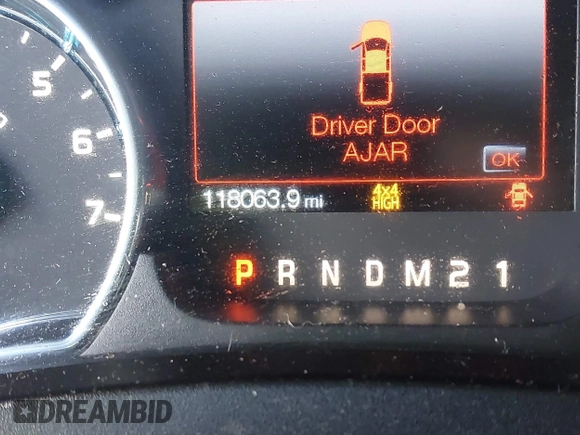 5
6
7
Driver Door
AJAR
OK
118063.9 mi
4x4
HIGH
P R N D M 2 1
DREAMBID